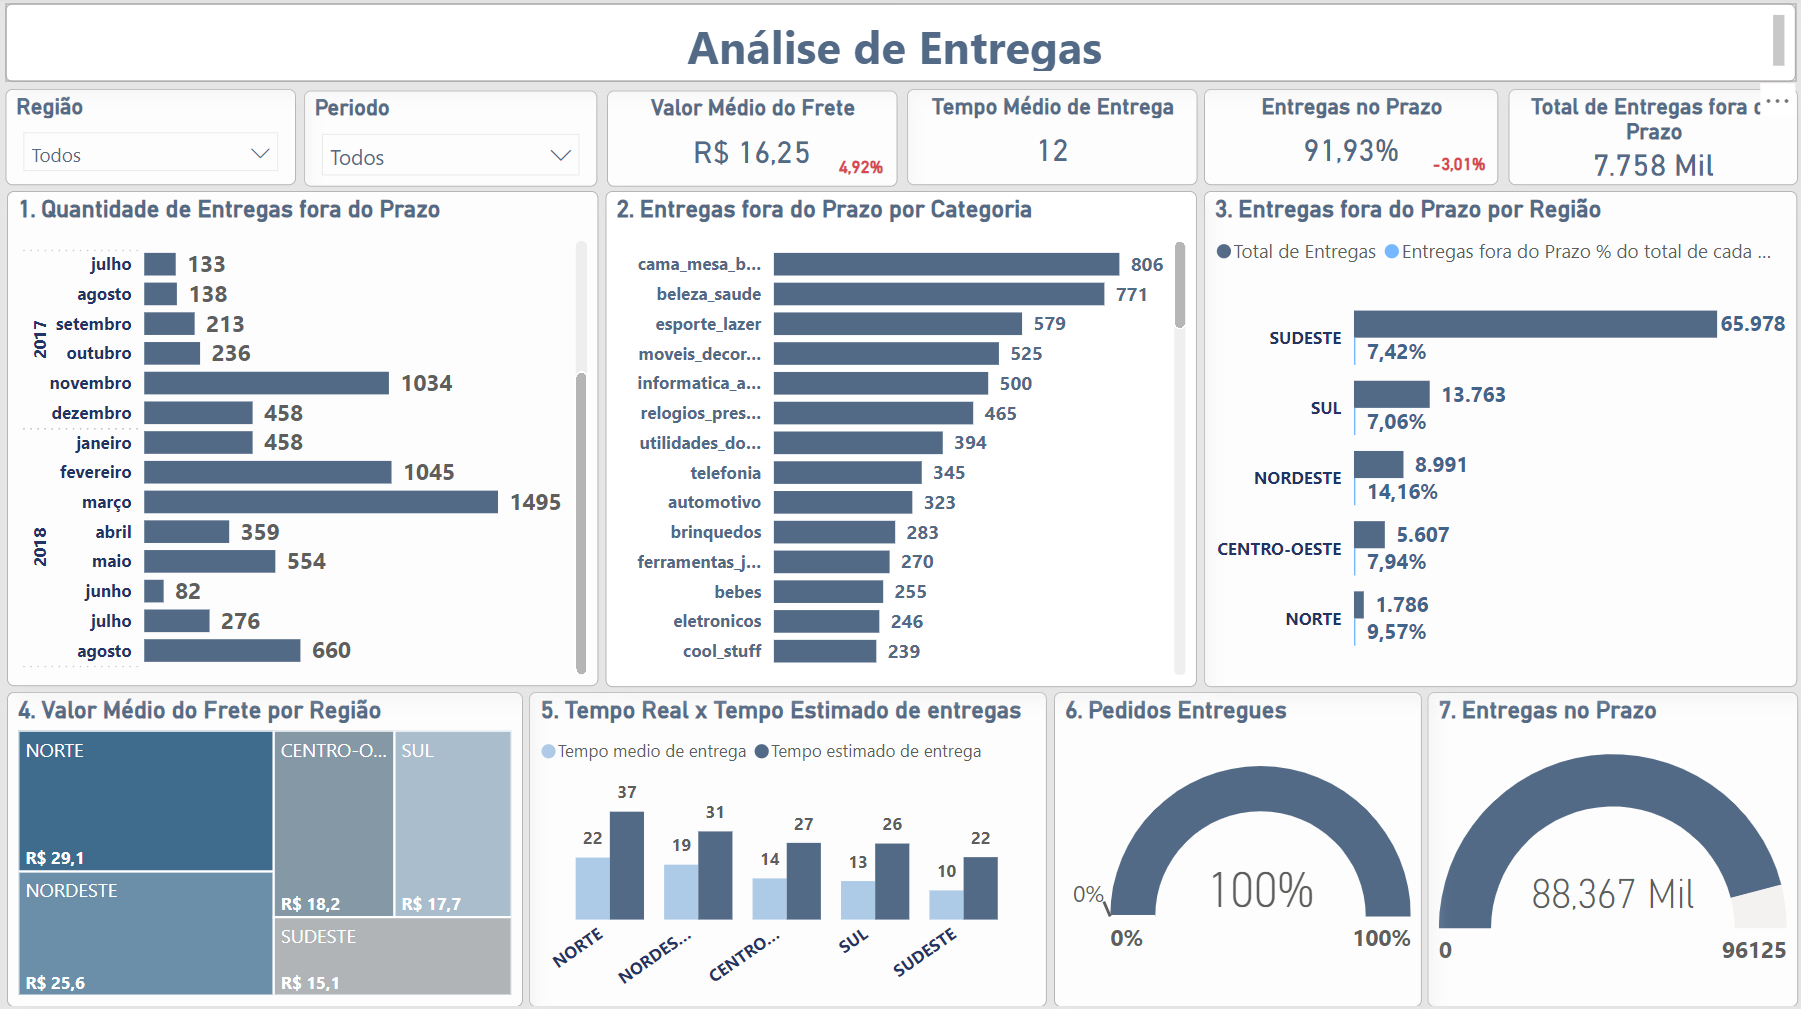 Análise de Entregas
Região
Todos
Periodo
Todos
Valor Médio do Frete
R$ 16,25
4,92%
Tempo Médio de Entrega
12
Entregas no Prazo
91,93%
-3,01%
Total de Entregas fora
Prazo
7.758 Mil
1. Quantidade de Entregas fora do Prazo
2017
julho 133
agosto 138
setembro 213
outubro 236
novembro 1034
dezembro 458
2018
janeiro 458
fevereiro 1045
março 1495
abril 359
maio 554
junho 82
julho 276
agosto 660
2. Entregas fora do Prazo por Categoria
cama_mesa_b... 806
beleza_saude 771
esporte_lazer 579
moveis_decor... 525
informatica_a... 500
relogios_pres... 465
utilidades_do... 394
telefonia 345
automotivo 323
brinquedos 283
ferramentas_j... 270
bebes 255
eletronicos 246
cool_stuff 239
3. Entregas fora do Prazo por Região
Total de Entregas Entregas fora do Prazo % do total de cada ...
SUDESTE 65.978
7,42%
SUL 13.763
7,06%
NORDESTE 8.991
14,16%
CENTRO-OESTE 5.607
7,94%
NORTE 1.786
9,57%
4. Valor Médio do Frete por Região
NORTE
R$ 29,1
NORDESTE
R$ 25,6
CENTRO-O...
R$ 18,2
SUL
R$ 17,7
SUDESTE
R$ 15,1
5. Tempo Real x Tempo Estimado de entregas
Tempo medio de entrega Tempo estimado de entrega
22 37
19 31
14 27
13 26
10 22
NORTE NORDES... CENTRO... SUL SUDESTE
6. Pedidos Entregues
0%
100%
0% 100%
7. Entregas no Prazo
88,367 Mil
0 96125